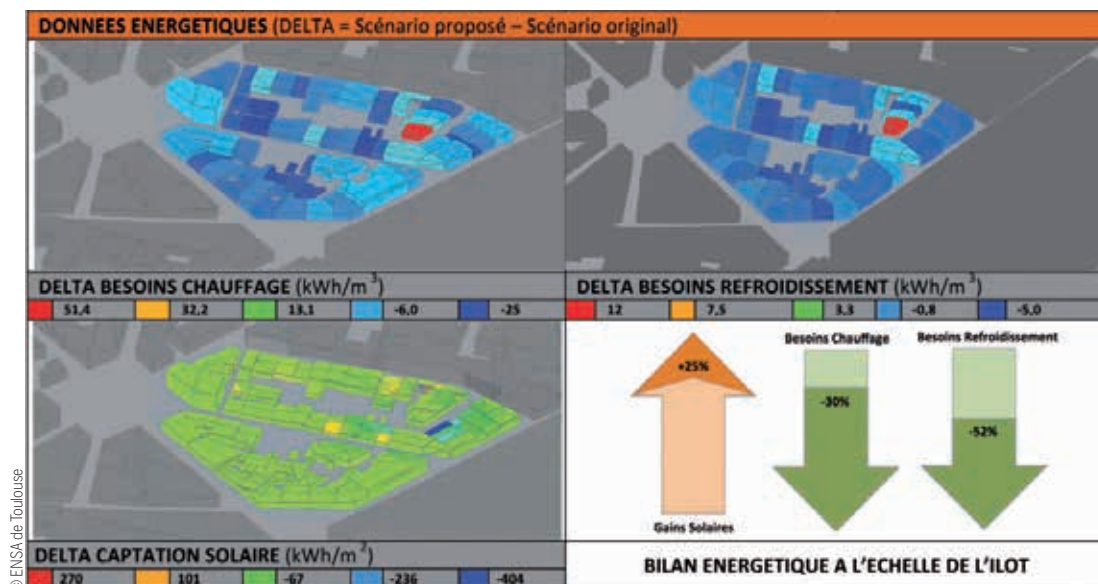 DONNEES ENERGETIQUES (DELTA = Scénario proposé – Scénario original)
DELTA BESOINS CHAUFFAGE (kWh/m³)
51,4 32,2 13,1 -6,0 -25
DELTA BESOINS REFROIDISSEMENT (kWh/m³)
12 7,5 3.3 -0,8 -5,0
+25%
Gains Solaires
Besoins Chauffage
-30%
Besoins Refroidissement
-52%
DELTA CAPTATION SOLAIRE (kWh/m²)
270 101 -67 -236 -404
BILAN ENERGETIQUE A L'ECHELLE DE L'ILOT
© ENSA de Toulouse